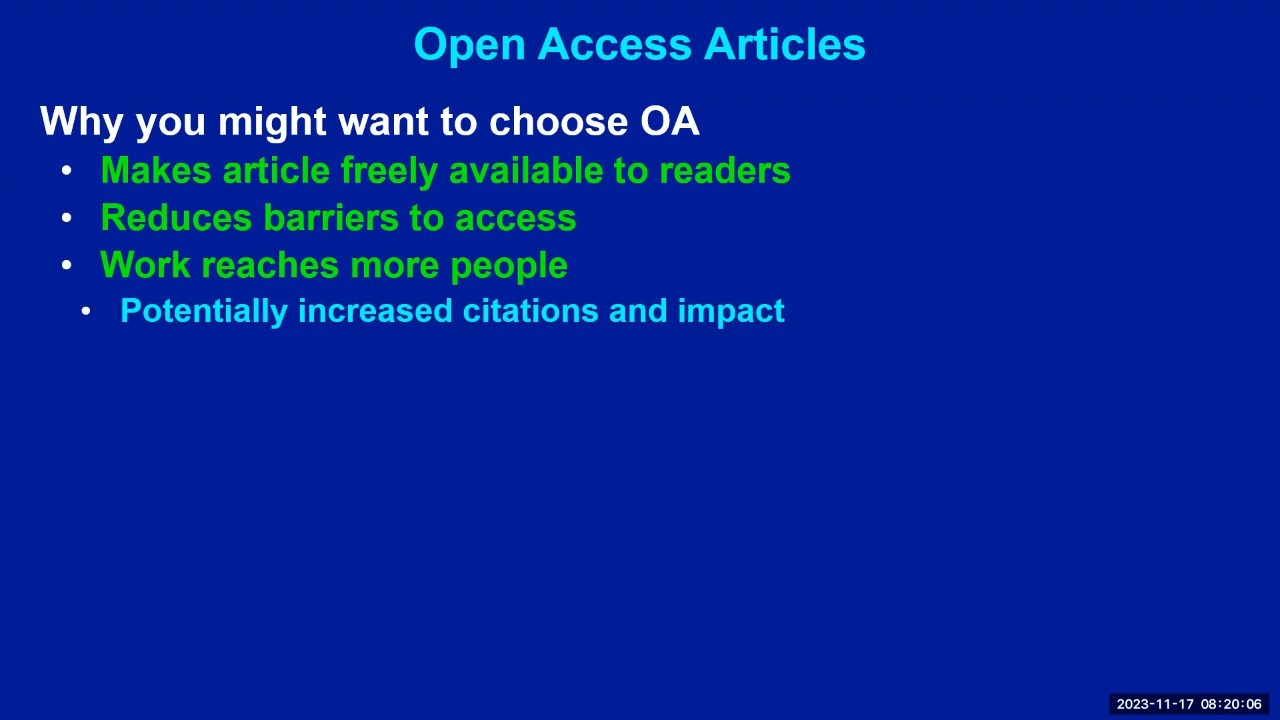 Open Access Articles
Why you might want to choose OA
• Makes article freely available to readers
• Reduces barriers to access
• Work reaches more people
• Potentially increased citations and impact
2023-11-17 08:20:06